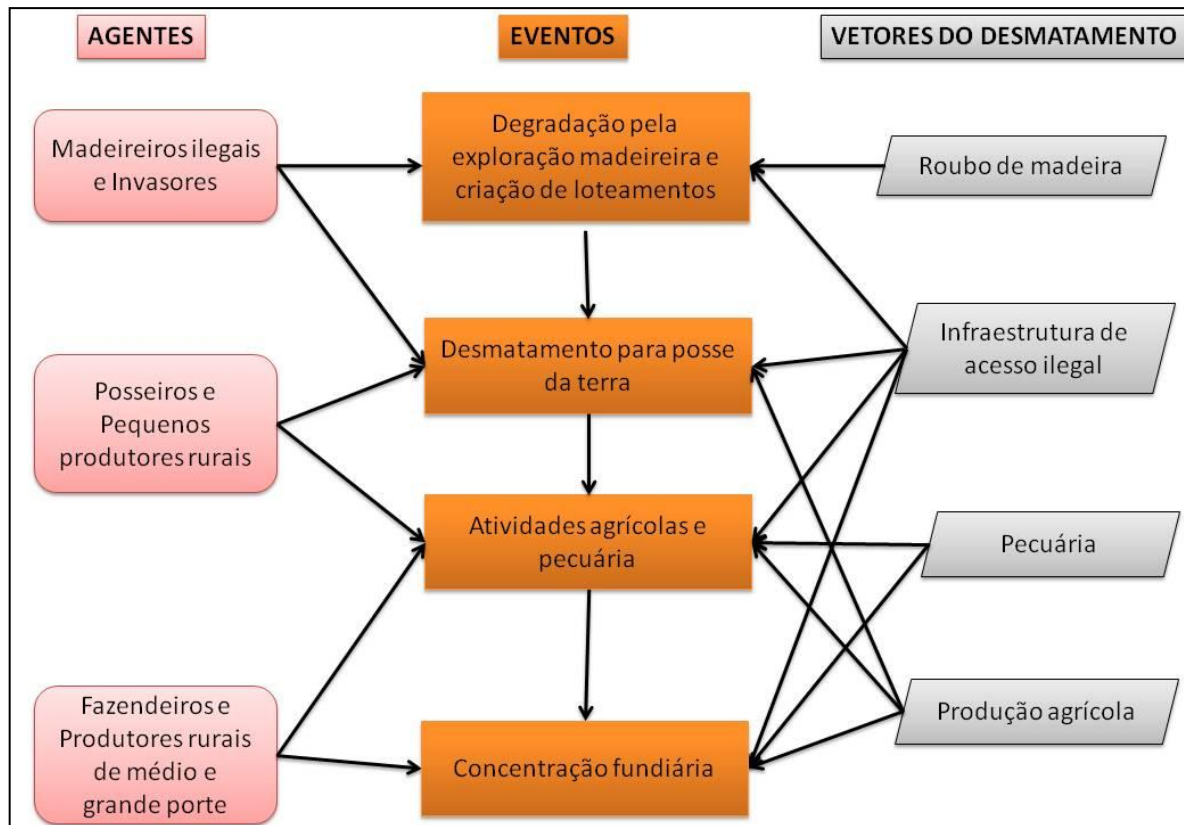 AGENTES
EVENTOS
VETORES DO DESMATAMENTO
Madeireiros ilegais
e Invasores
Degradação pela
exploração madeireira e
criação de loteamentos
Roubo de madeira
Desmatamento para posse
da terra
Infraestrutura de
acesso ilegal
Posseiros e
Pequenos
produtores rurais
Atividades agrícolas e
pecuária
Pecuária
Fazendeiros e
Produtores rurais
de médio e
grande porte
Concentração fundiária
Produção agrícola